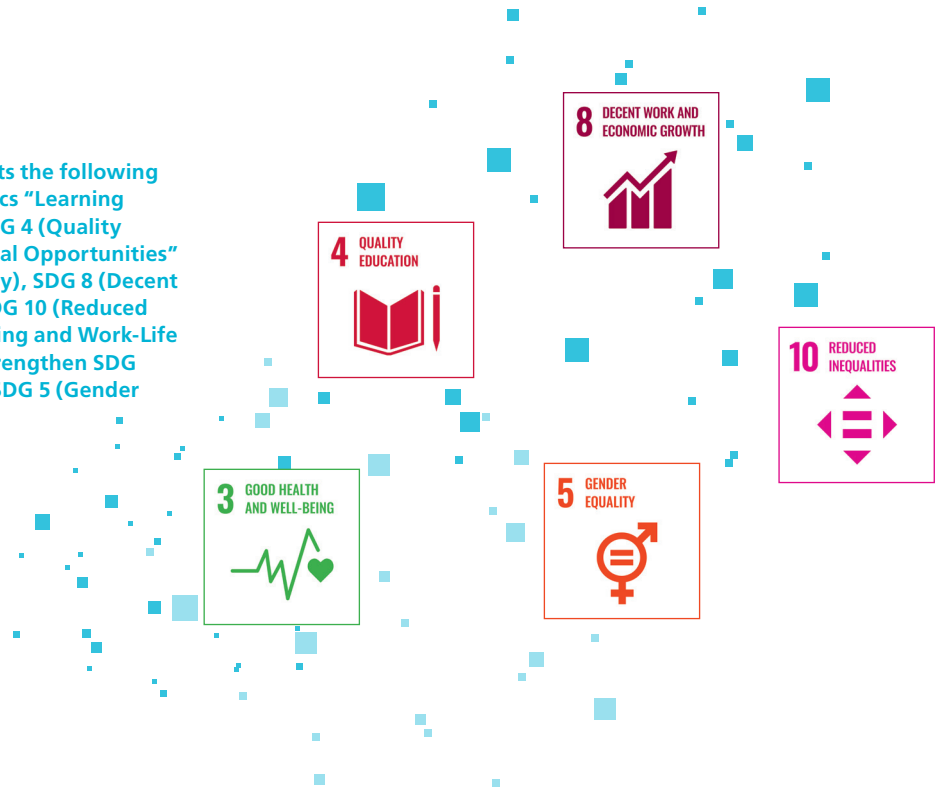 ts the following
cs “Learning
G 4 (Quality
al Opportunities”
y), SDG 8 (Decent
G 10 (Reduced
ing and Work-Life
rengthen SDG
SDG 5 (Gender
8 DECENT WORK AND
ECONOMIC GROWTH
4 QUALITY
EDUCATION
10 REDUCED
INEQUALITIES
3 GOOD HEALTH
AND WELL-BEING
5 GENDER
EQUALITY